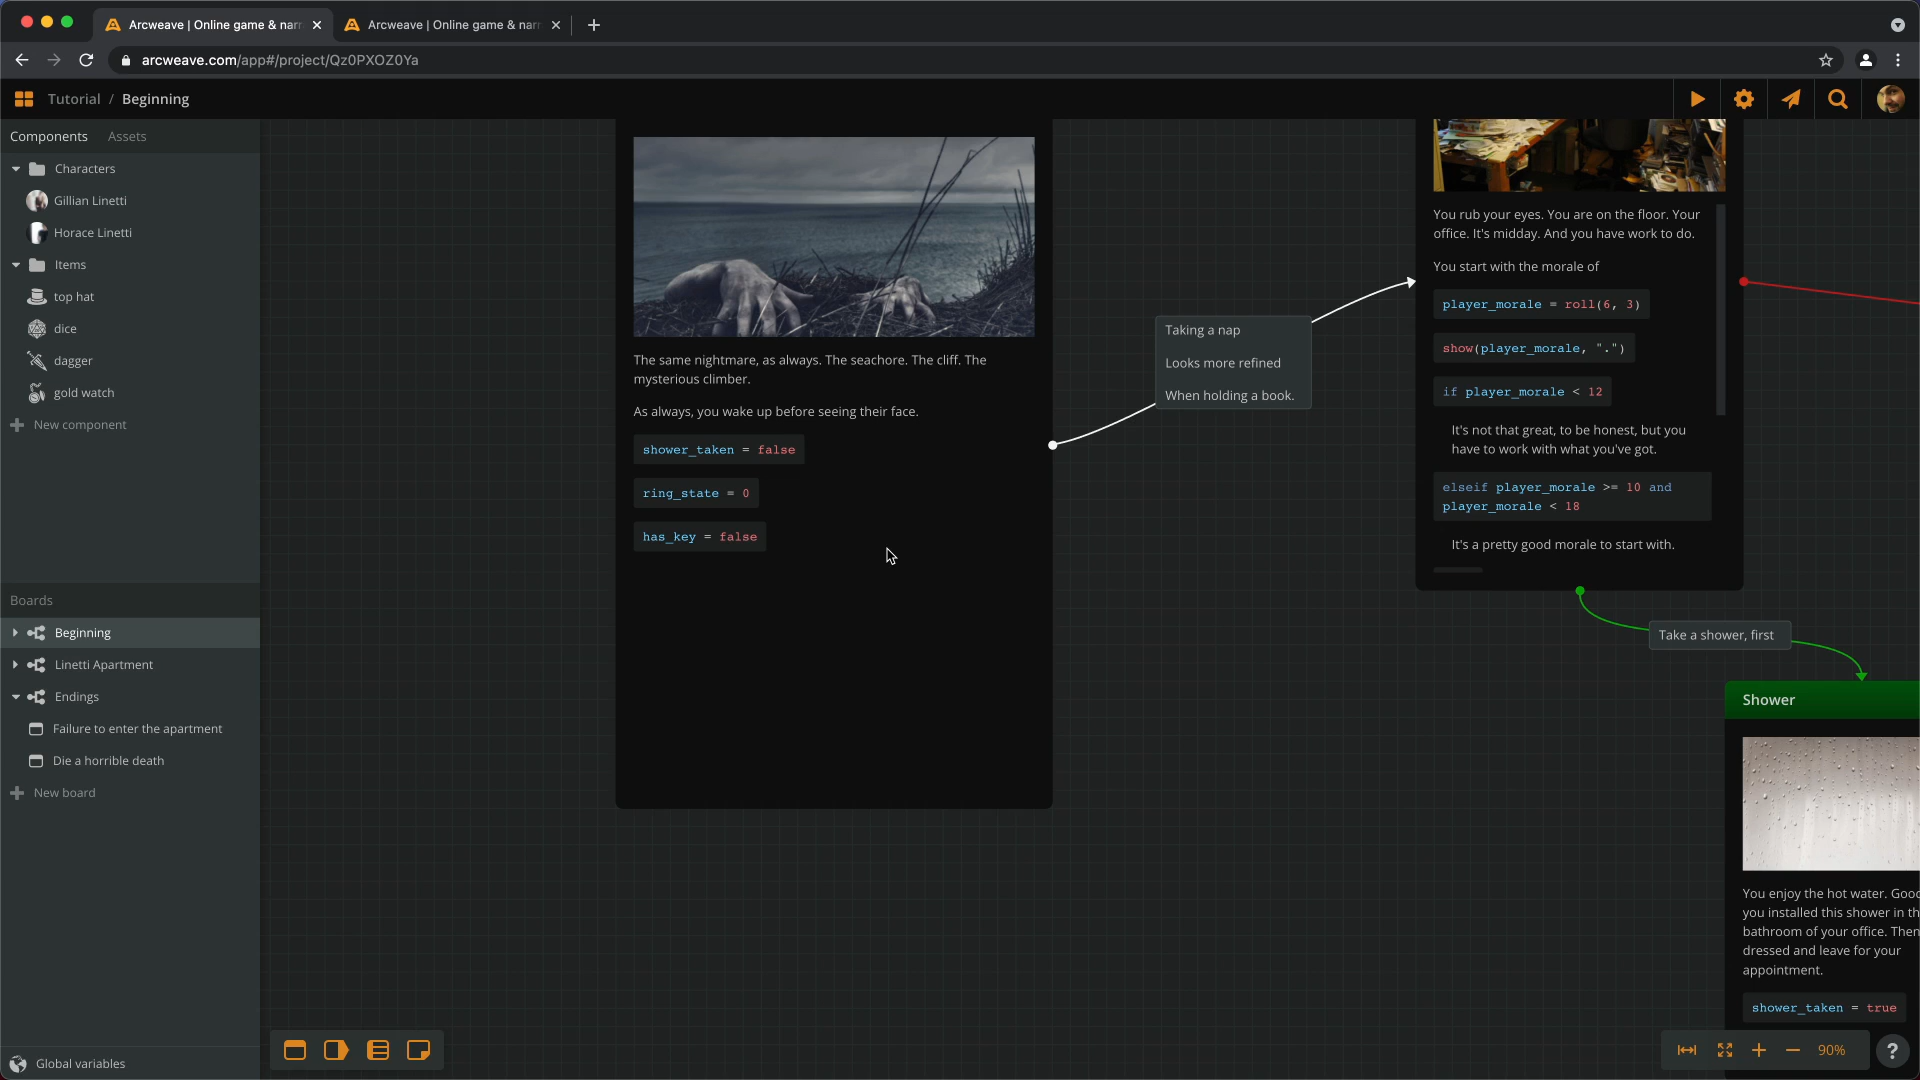 Arcweave | Online game & narr
Arcweave | Online game & narr
arcweave.com/app#/project/Qz0PXOZ0Ya
Tutorial / Beginning
Components Assets
Characters
Gillian Linetti
Horace Linetti
Items
top hat
dice
dagger
gold watch
New component
Boards
Beginning
Linetti Apartment
Endings
Failure to enter the apartment
Die a horrible death
New board
Global variables
The same nightmare, as always. The seachore. The cliff. The
mysterious climber.
As always, you wake up before seeing their face.
shower_taken = false
ring_state = 0
has_key = false
Taking a nap
Looks more refined
When holding a book.
You rub your eyes. You are on the floor. Your
office. It's midday. And you have work to do.
You start with the morale of
player_morale = roll(6, 3)
show(player_morale, ".")
if player_morale < 12
It's not that great, to be honest, but you
have to work with what you've got.
elseif player_morale >= 10 and
player_morale < 18
It's a pretty good morale to start with.
Take a shower, first
Shower
You enjoy the hot water. Good
you installed this shower in th
bathroom of your office. Then
dressed and leave for your
appointment.
shower_taken = true
90%
?